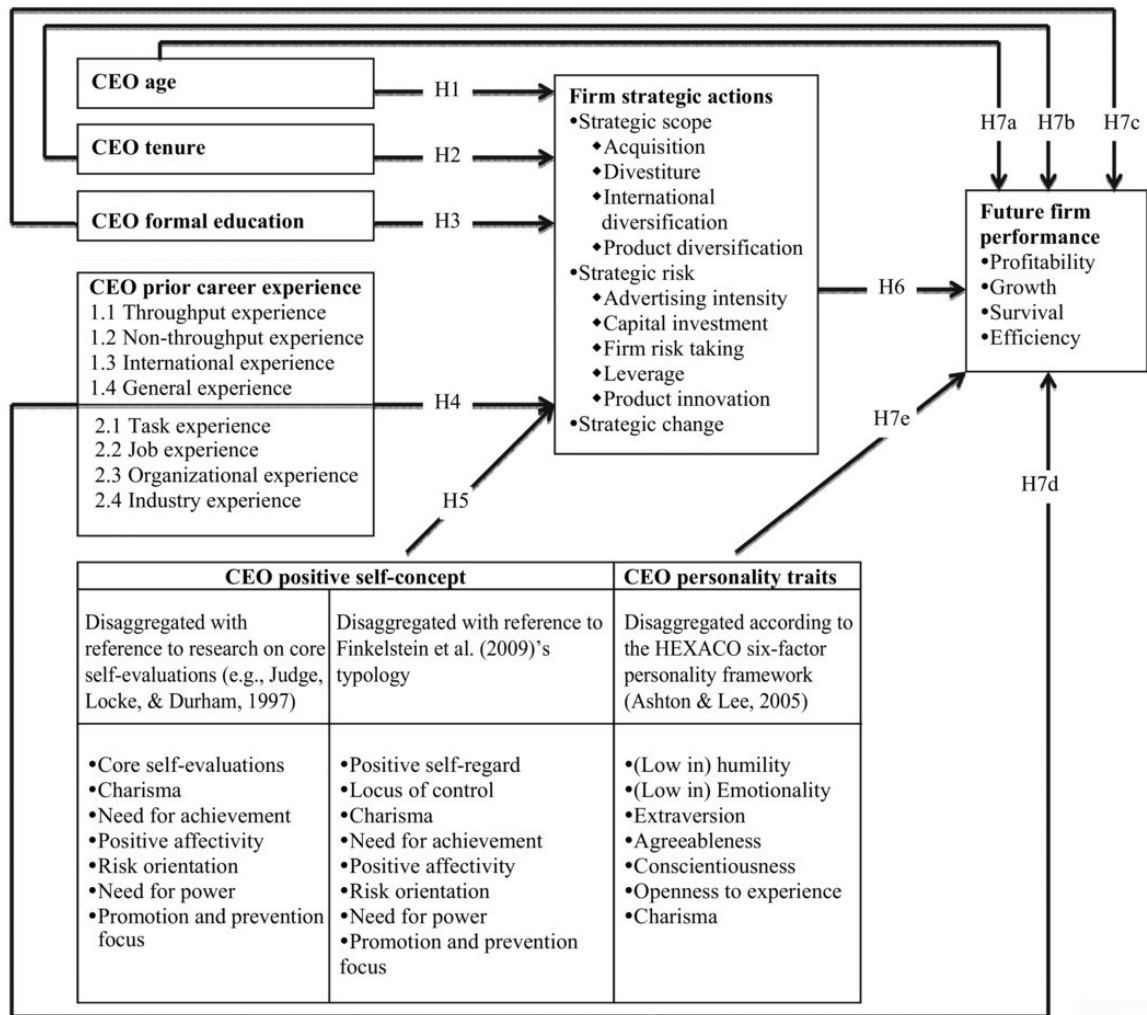 CEO age
CEO tenure
CEO formal education
CEO prior career experience
1.1 Throughput experience
1.2 Non-throughput experience
1.3 International experience
1.4 General experience
2.1 Task experience
2.2 Job experience
2.3 Organizational experience
2.4 Industry experience
H1
H2
H3
H4
H5
Firm strategic actions
•Strategic scope
◆Acquisition
◆Divestiture
◆International
diversification
◆Product diversification
•Strategic risk
◆Advertising intensity
◆Capital investment
◆Firm risk taking
◆Leverage
◆Product innovation
•Strategic change
H6
H7a
H7b
H7c
H7e
H7d
Future firm
performance
•Profitability
•Growth
•Survival
•Efficiency
CEO positive self-concept
Disaggregated with
reference to research on core
self-evaluations (e.g., Judge,
Locke, & Durham, 1997)
•Core self-evaluations
•Charisma
•Need for achievement
•Positive affectivity
•Risk orientation
•Need for power
•Promotion and prevention
focus
Disaggregated with reference to
Finkelstein et al. (2009)’s
typology
•Positive self-regard
•Locus of control
•Charisma
•Need for achievement
•Positive affectivity
•Risk orientation
•Need for power
•Promotion and prevention
focus
CEO personality traits
Disaggregated according to
the HEXACO six-factor
personality framework
(Ashton & Lee, 2005)
•(Low in) humility
•(Low in) Emotionality
•Extraversion
•Agreeableness
•Conscientiousness
•Openness to experience
•Charisma